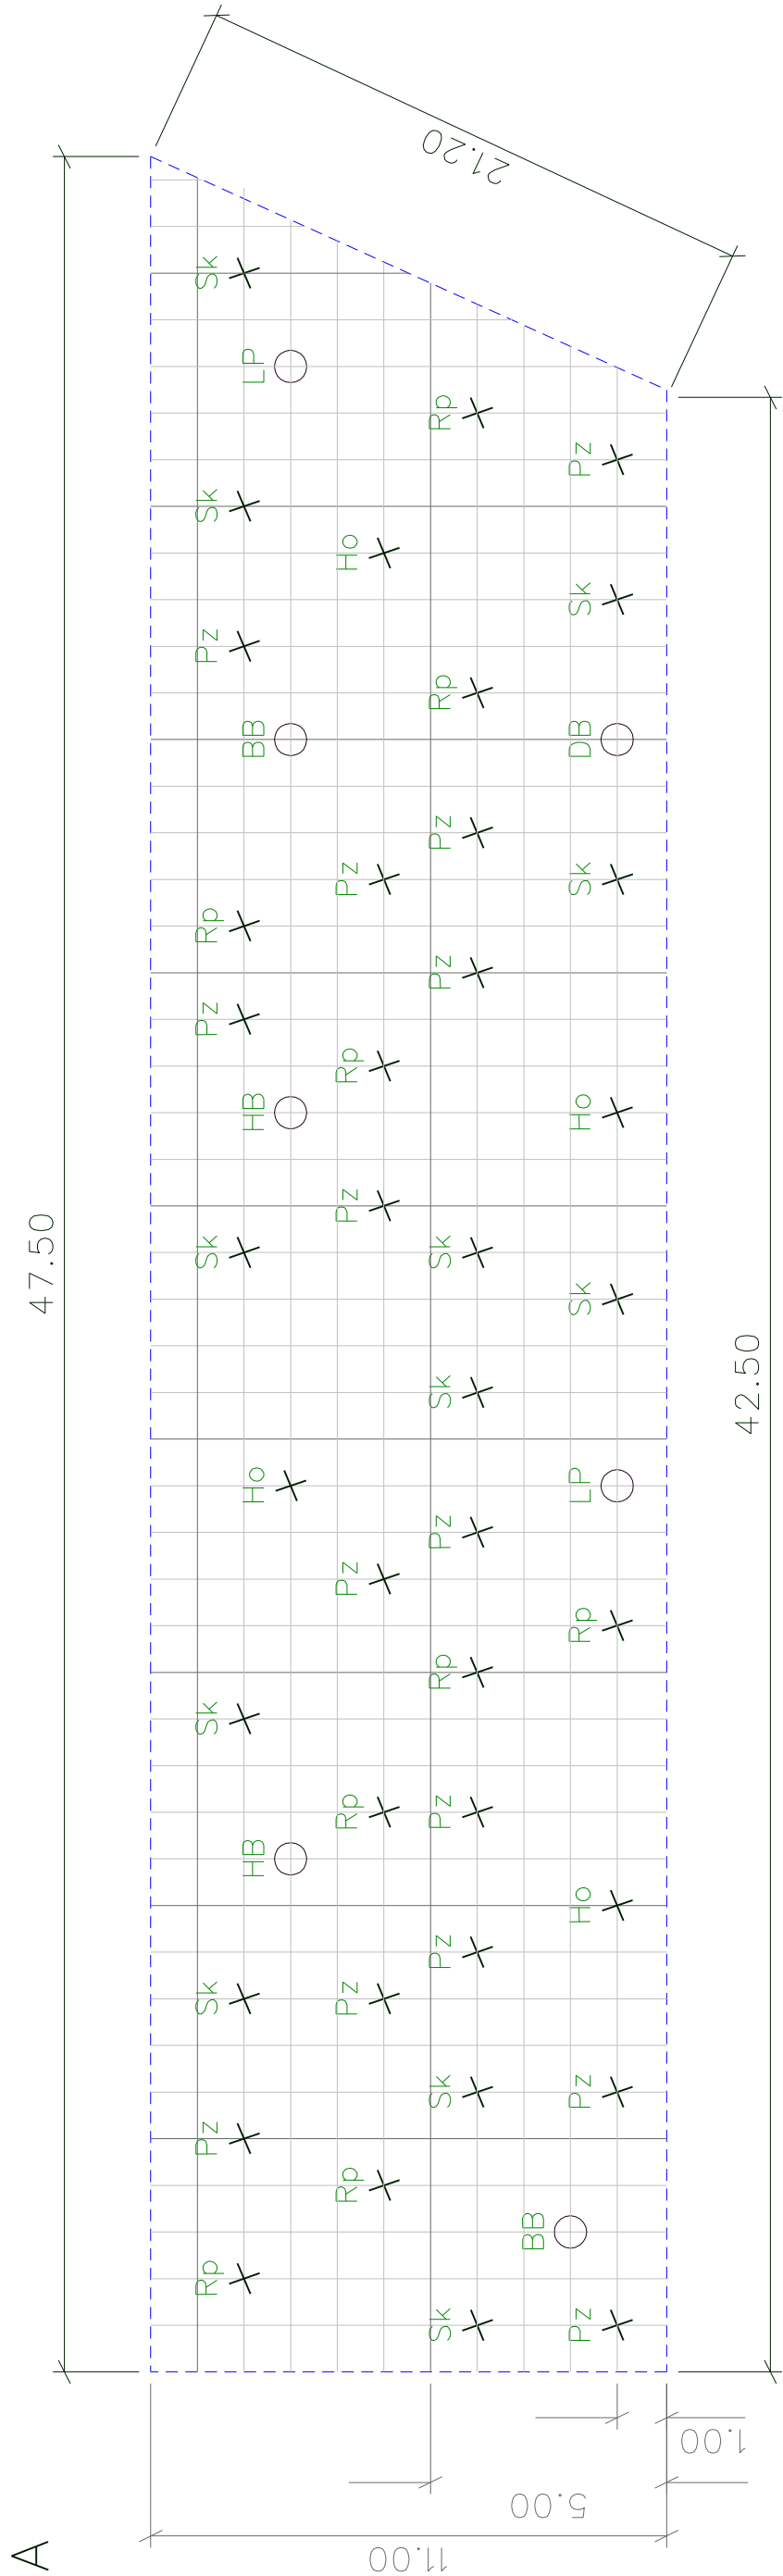 A
47.50
21.20
Rp Pz Sk Sk Sk Pz Rp Pz Sk Sk
HB Ho HB BB LP
Rp Pz Rp Pz Pz Rp Pz Ho
11.00
Sk Sk Pz Pz Rp Pz Sk Sk Pz Pz Rp Rp
5.00
BB
Pz Pz Ho Rp LP Sk Ho Sk DB Sk Pz
1.00
42.50